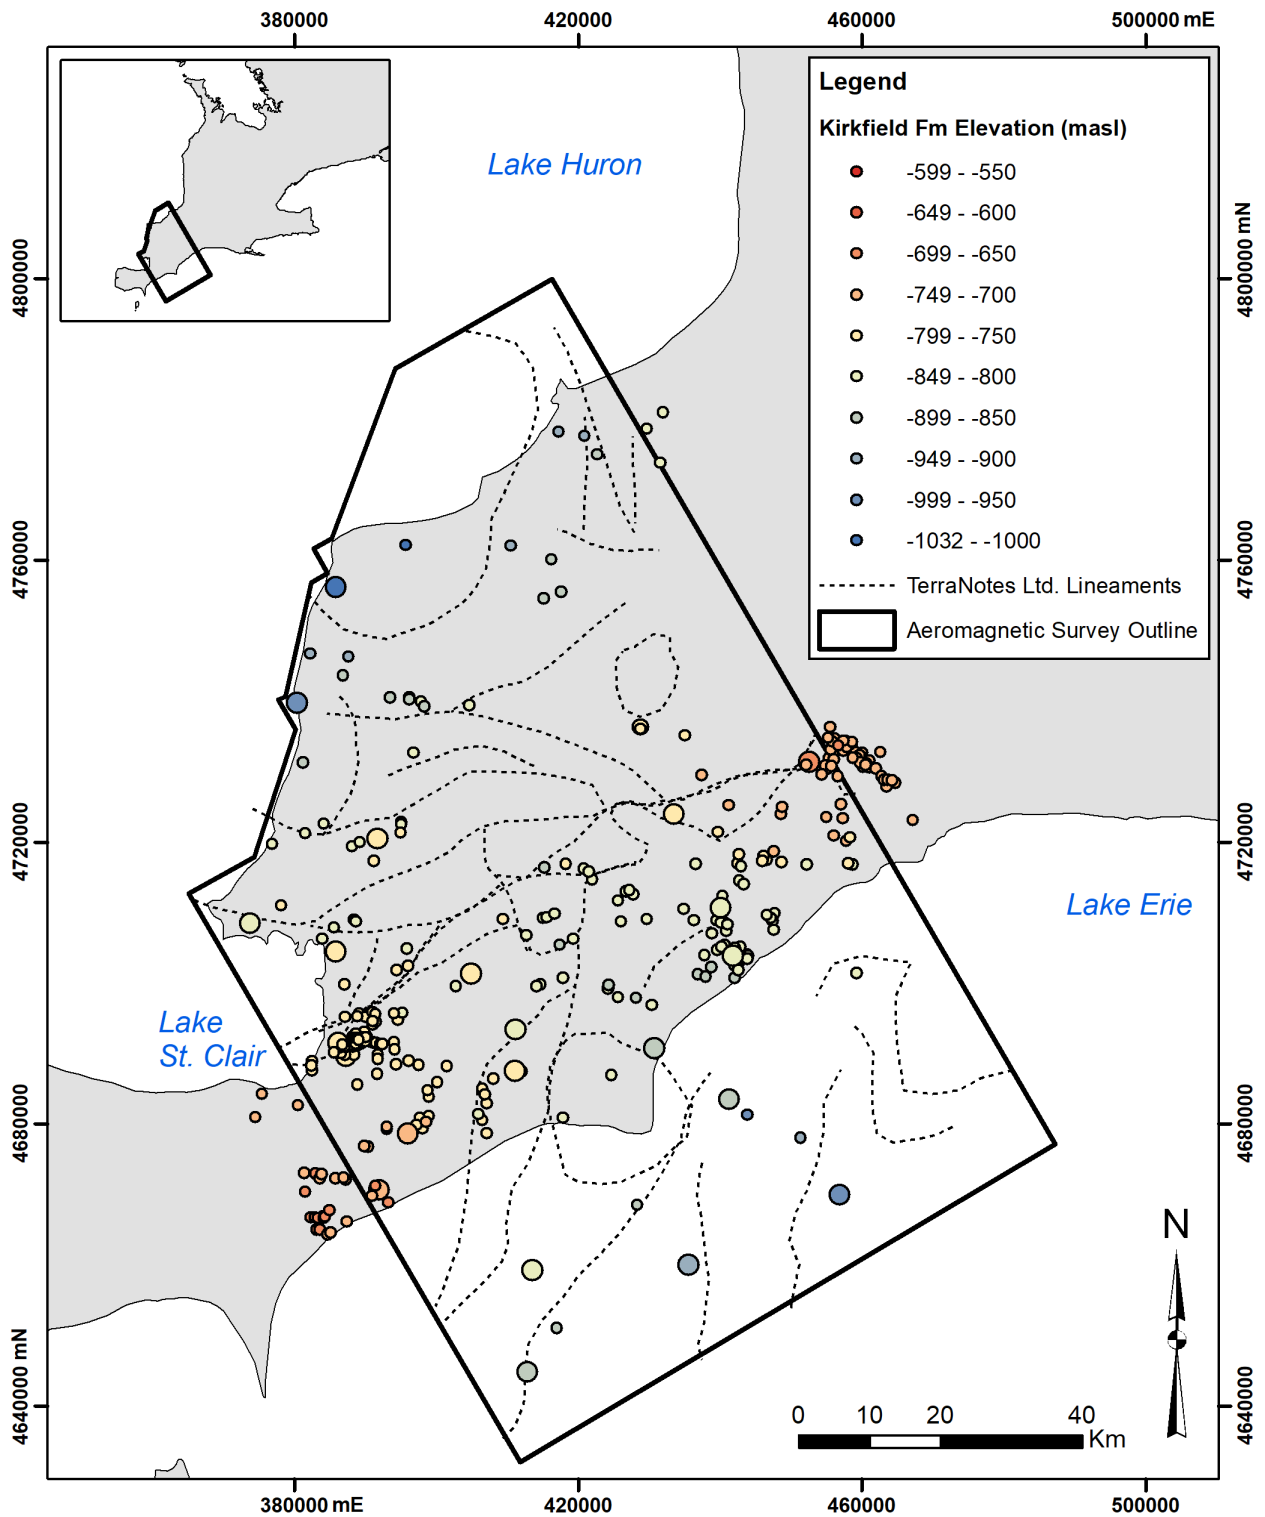 380000
420000
460000
500000 mE
Legend
Kirkfield Fm Elevation (masl)
-599 - -550
-649 - -600
-699 - -650
-749 - -700
-799 - -750
-849 - -800
-899 - -850
-949 - -900
-999 - -950
-1032 - -1000
TerraNotes Ltd. Lineaments
Aeromagnetic Survey Outline
Lake Huron
Lake Erie
Lake
St. Clair
4800000
4760000
4720000
4680000
4640000 mN
4800000 mN
4760000
4720000
4680000
4640000
N
0
10
20
40
Km
380000 mE
420000
460000
500000